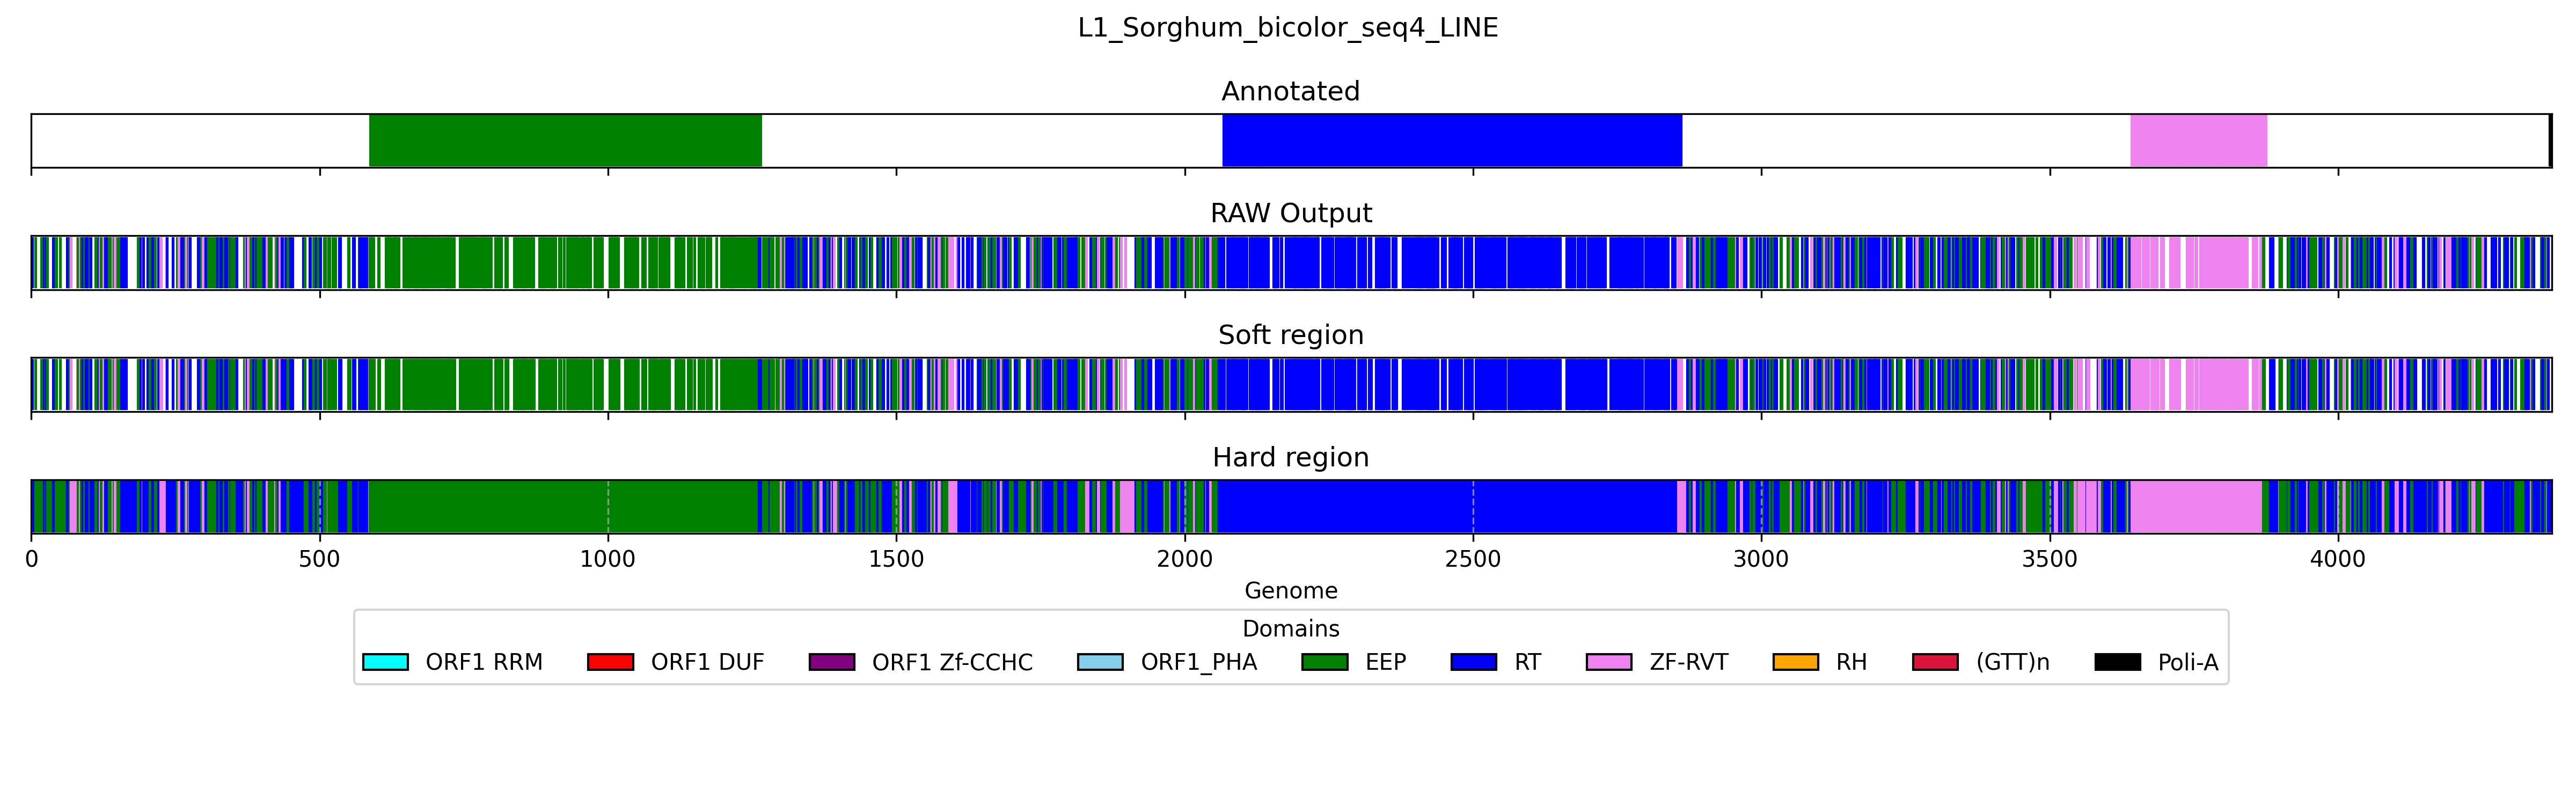 L1_Sorghum_bicolor_seq4_LINE
Annotated
RAW Output
Soft region
Hard region
0 500 1000 1500 2000 2500 3000 3500 4000
Genome
Domains
ORF1 RRM ORF1 DUF ORF1 Zf-CCHC ORF1_PHA EEP RT ZF-RVT RH (GTT)n Poli-A